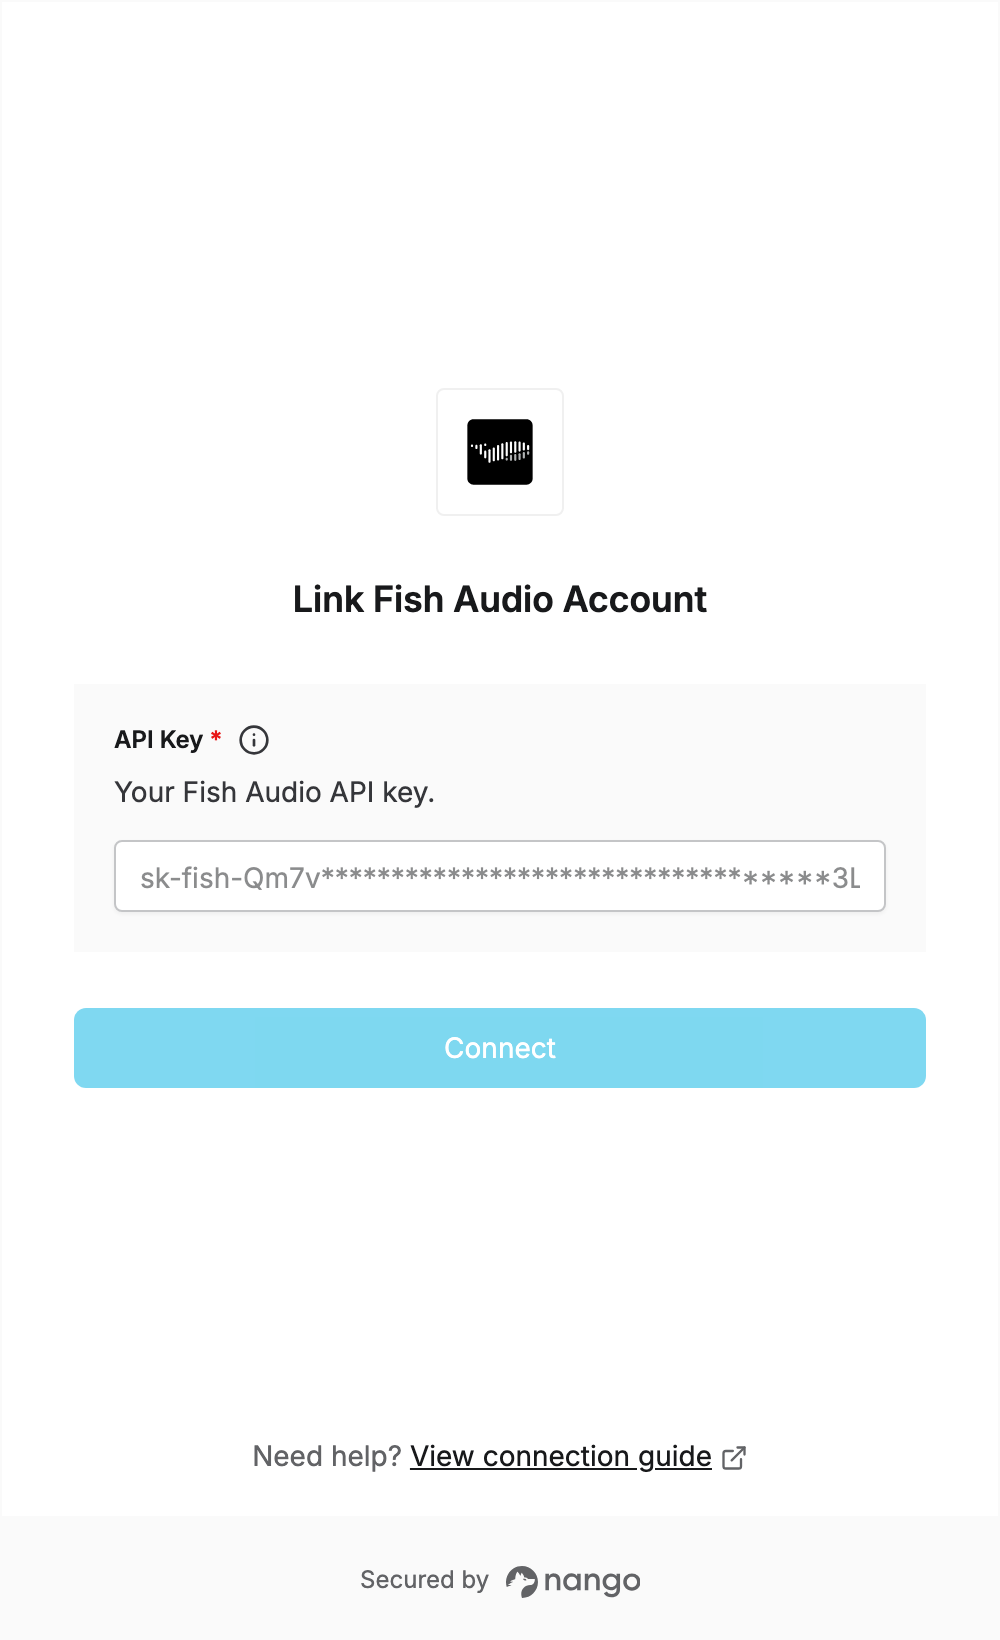 Link Fish Audio Account
API Key *
Your Fish Audio API key.
sk-fish-Qm7v***********************************3L
Connect
Need help? View connection guide
Secured by nango